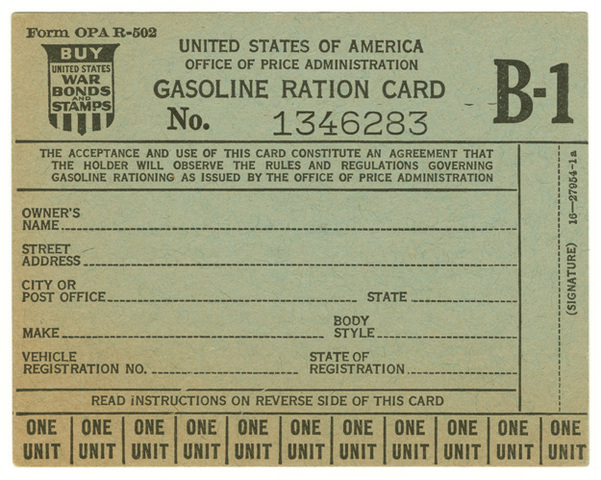 Form OPA R-502
BUY
UNITED STATES
WAR
BONDS
AND
STAMPS
UNITED STATES OF AMERICA
OFFICE OF PRICE ADMINISTRATION
GASOLINE RATION CARD
No. 1346283
B-1
THE ACCEPTANCE AND USE OF THIS CARD CONSTITUTE AN AGREEMENT THAT
THE HOLDER WILL OBSERVE THE RULES AND REGULATIONS GOVERNING
GASOLINE RATIONING AS ISSUED BY THE OFFICE OF PRICE ADMINISTRATION
OWNER'S
NAME
STREET
ADDRESS
CITY OR
POST OFFICE STATE
MAKE BODY
STYLE
VEHICLE
REGISTRATION NO. STATE OF
REGISTRATION
(SIGNATURE) 16—27954-1a
READ INSTRUCTIONS ON REVERSE SIDE OF THIS CARD
ONE ONE ONE ONE ONE ONE ONE ONE ONE ONE ONE
UNIT UNIT UNIT UNIT UNIT UNIT UNIT UNIT UNIT UNIT UNIT